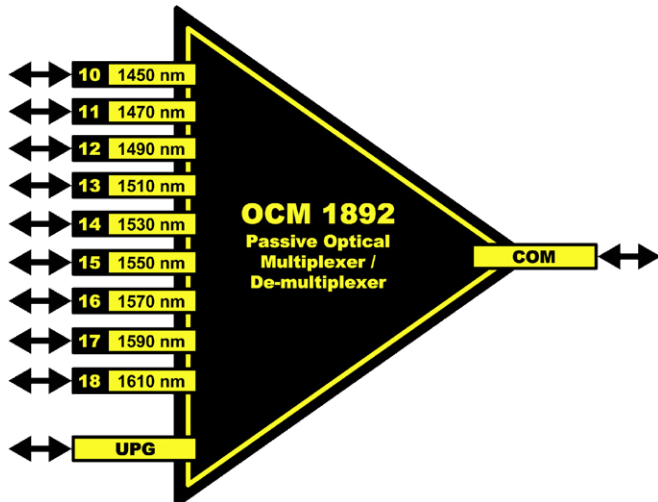 10 1450 nm
11 1470 nm
12 1490 nm
13 1510 nm
14 1530 nm
15 1550 nm
16 1570 nm
17 1590 nm
18 1610 nm
UPG
OCM 1892
Passive Optical
Multiplexer /
De-multiplexer
COM